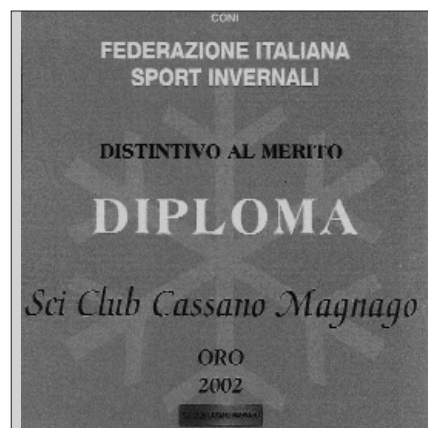 CONI
FEDERAZIONE ITALIANA
SPORT INVERNALI
DISTINTIVO AL MERITO
DIPLOMA
Sci Club Cassano Magnago
ORO
2002